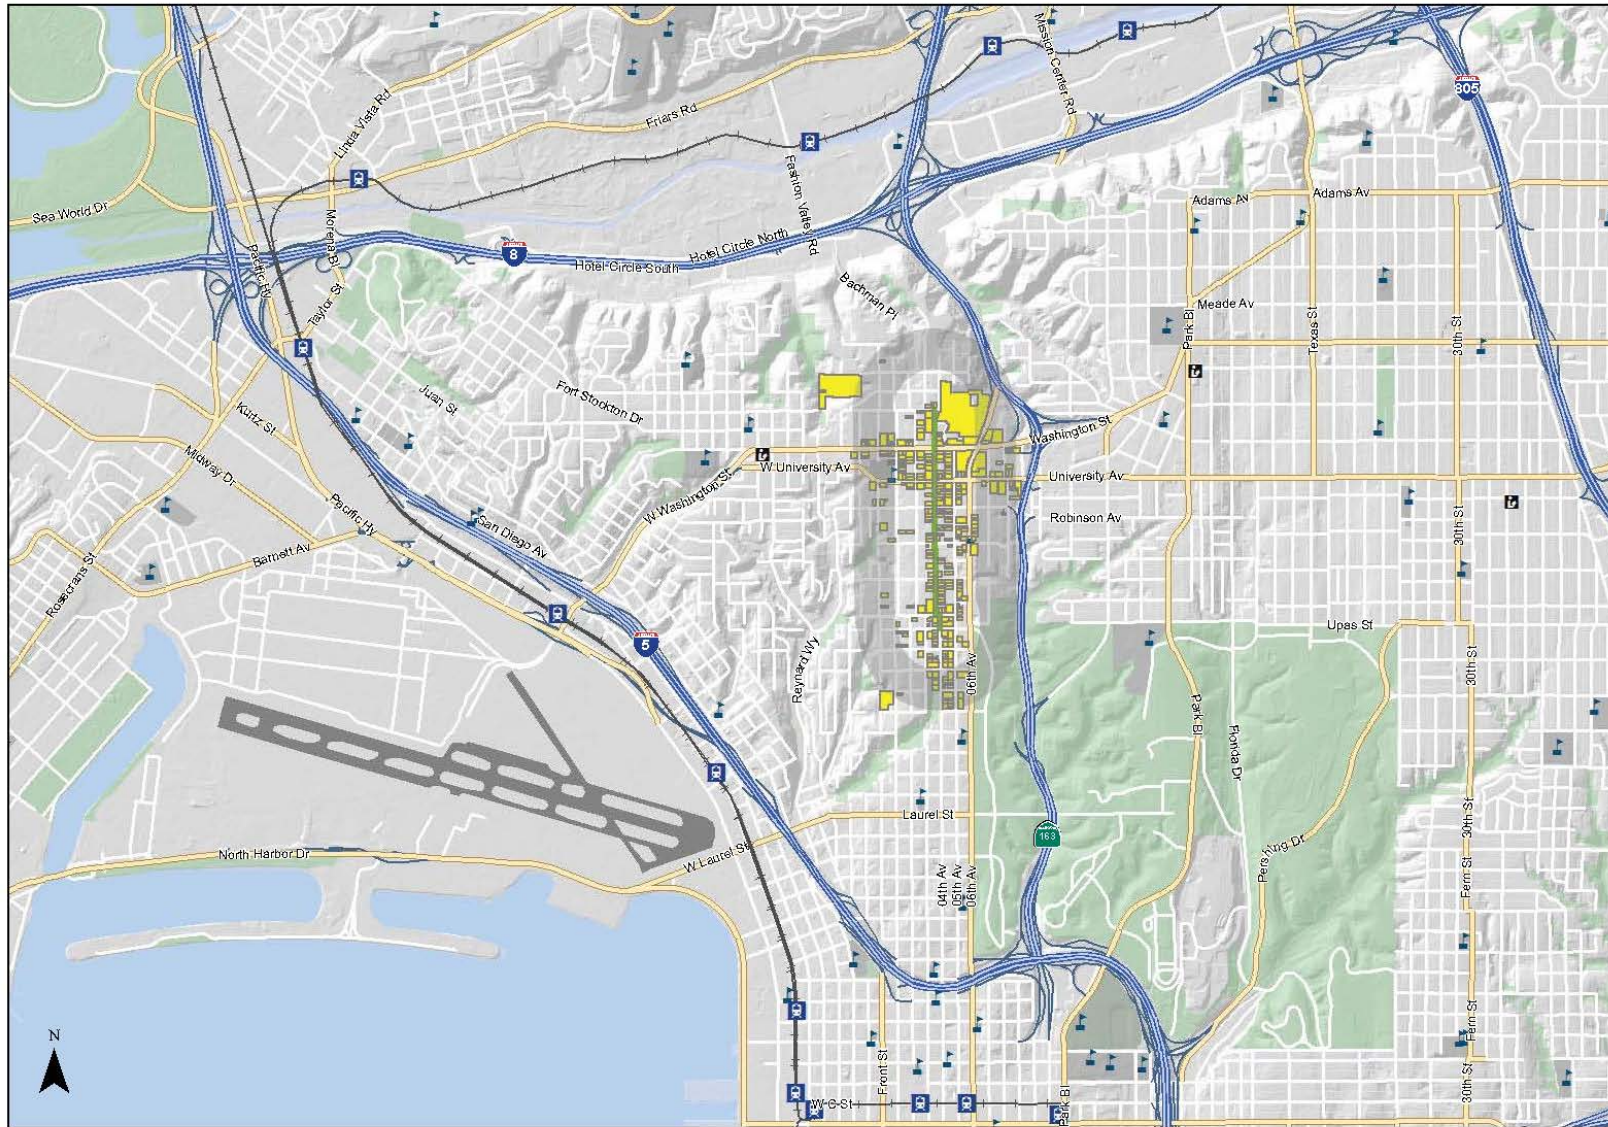 Mission Center Rd
805
Linda Vista Rd
Friars Rd
Fashion Valley Rd
Adams Av
Adams Av
Sea World Dr
Morena Bl
Pacific Hy
8
Hotel Circle North
Hotel Circle South
Bachman Pl
Taylor St
Meade Av
Park Bl
Texas St
30th St
Juan St
Fort Stockton Dr
Kurtz St
Washington St
Midway Dr
W University Av
University Av
W Washington St
Pacific Hy
San Diego Av
Robinson Av
30th St
Barnett Av
Rosecrans St
Upas St
5
Reynard Wy
06th Av
30th St
Park Bl
Florida Dr
Laurel St
163
30th St
North Harbor Dr
W Laurel St
Pershing Dr
04th Av
05th Av
06th Av
Fern St
N
Front St
Fern St
W C St
Park Bl
30th St